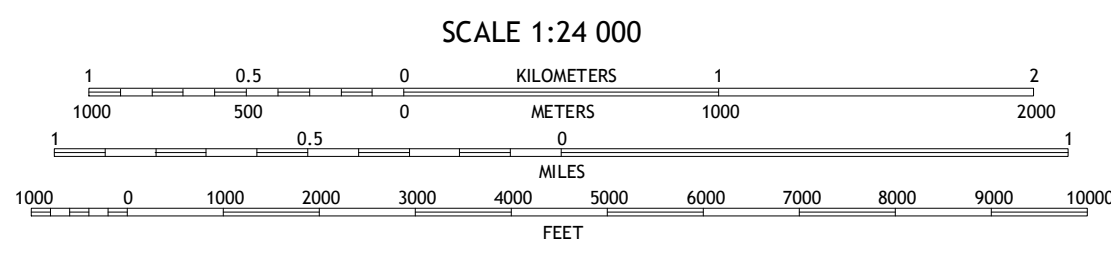 SCALE 1:24 000
1 0.5 0 KILOMETERS 1 2
1000 500 0 METERS 1000 2000
1 0.5 0 1
MILES
1000 0 1000 2000 3000 4000 5000 6000 7000 8000 9000 10000
FEET